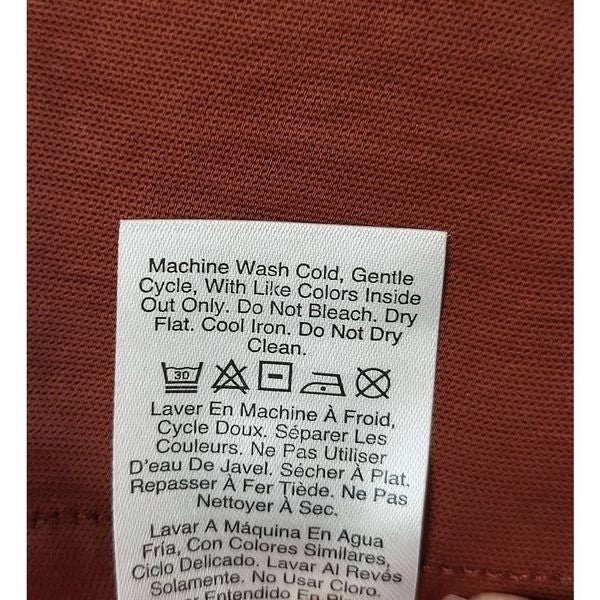 Machine Wash Cold, Gentle
Cycle, With Like Colors Inside
Out Only. Do Not Bleach. Dry
Flat. Cool Iron. Do Not Dry
Clean.
30
Laver En Machine À Froid,
Cycle Doux. Séparer Les
Couleurs. Ne Pas Utiliser
D'eau De Javel. Sécher À Plat.
Repasser À Fer Tiède. Ne Pas
Nettoyer À Sec.
Lavar A Máquina En Agua
Fría, Con Colores Similares,
Ciclo Delicado. Lavar Al Revés
Solamente. No Usar Cloro.
Entendido En